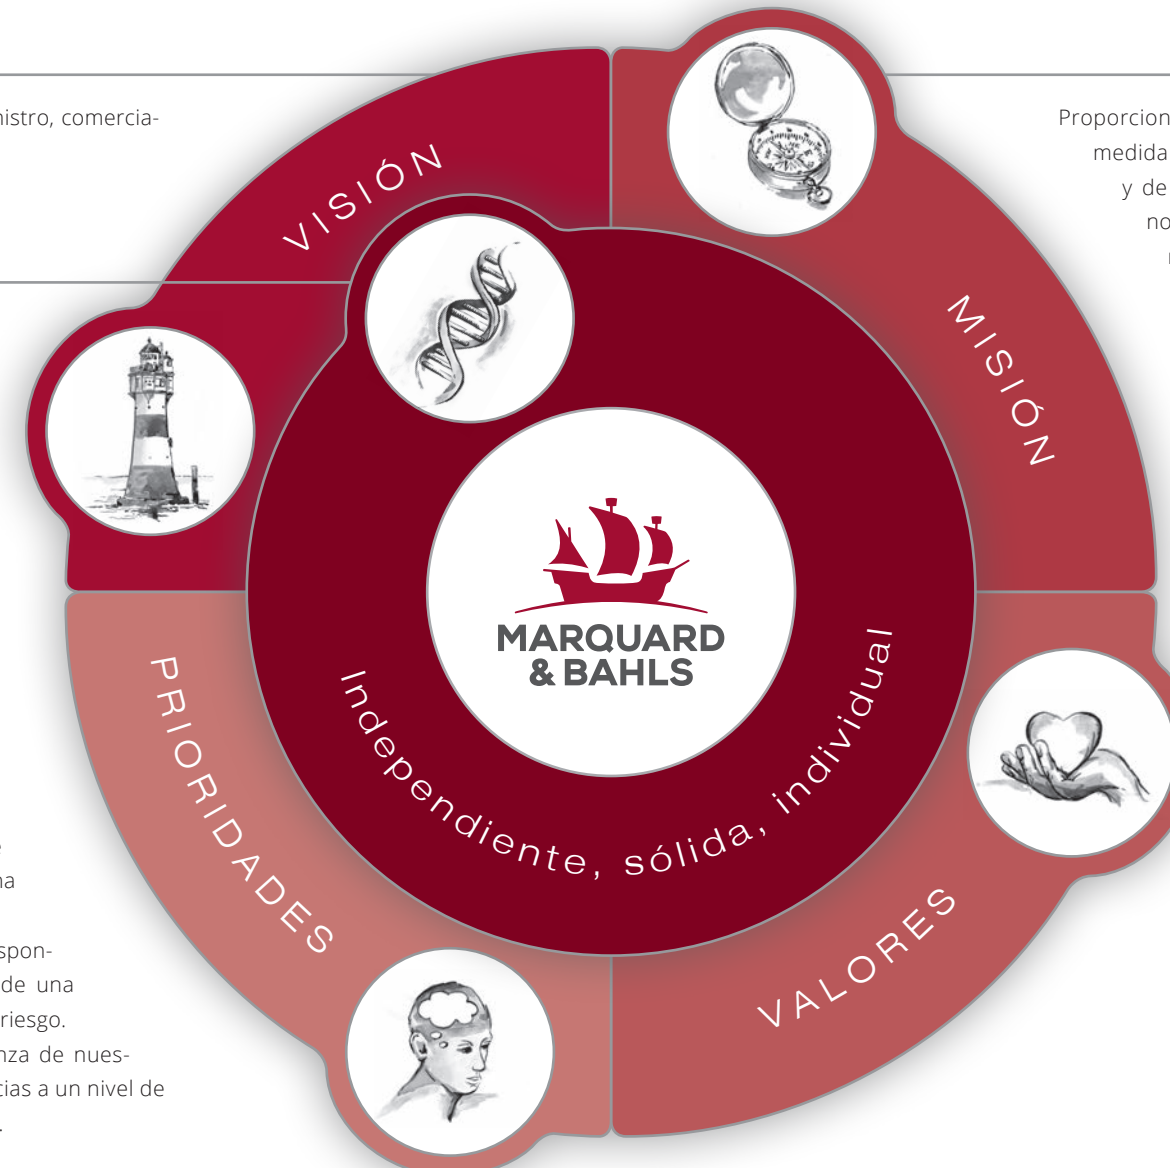 nistro, comercia-
VISIÓN
Proporcion
medida
y de
no
MISIÓN
MARQUARD
& BAHLS
Independiente, sólida, individual
PRIORIDADES
VALORES
na
spon-
de una
riesgo.
nza de nues-
cias a un nivel de